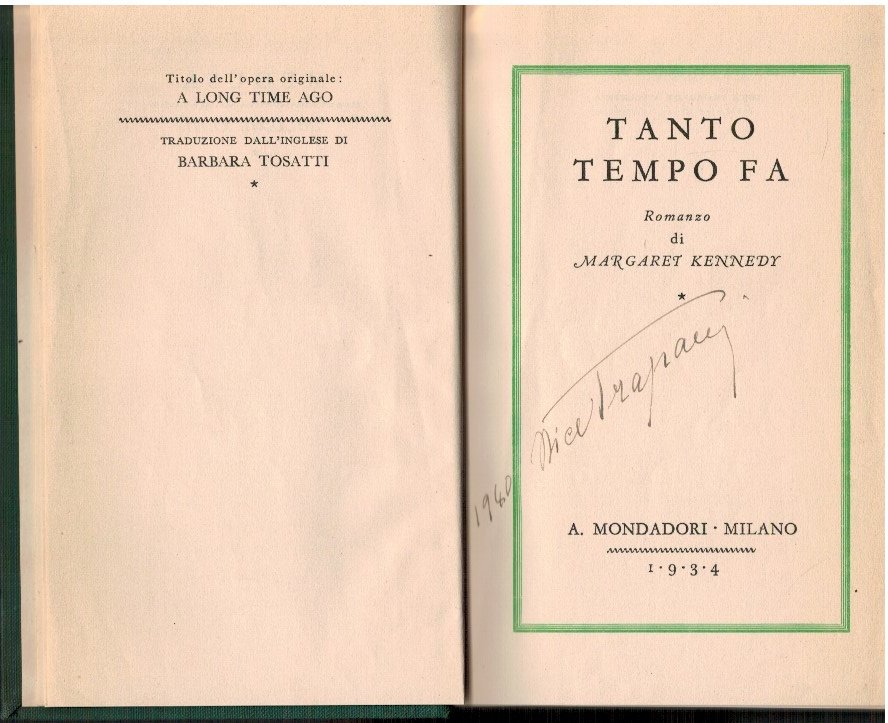 Titolo dell'opera originale:
A LONG TIME AGO
TRADUZIONE DALL'INGLESE DI
BARBARA TOSATTI
*
TANTO
TEMPO FA
Romanzo
di
MARGARET KENNEDY
*
Trapani
1940
A. MONDADORI · MILANO
1·9·3·4